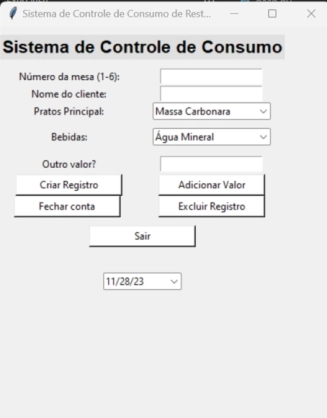 Sistema de Controle de Consumo de Rest...
Sistema de Controle de Consumo
Número da mesa (1-6):
Nome do cliente:
Pratos Principal: Massa Carbonara
Bebidas: Água Mineral
Outro valor?
Criar Registro Adicionar Valor
Fechar conta Excluir Registro
Sair
11/28/23